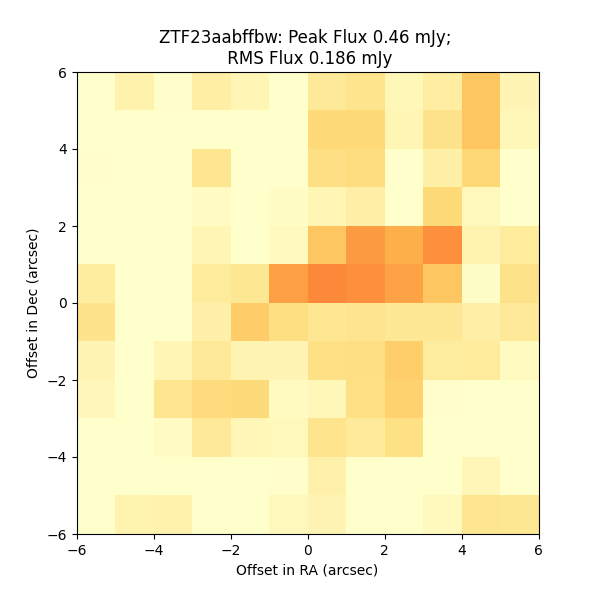 ZTF23aabffbw: Peak Flux 0.46 mJy;
RMS Flux 0.186 mJy
6
4
2
0
−2
−4
−6
Offset in Dec (arcsec)
−6 −4 −2 0 2 4 6
Offset in RA (arcsec)